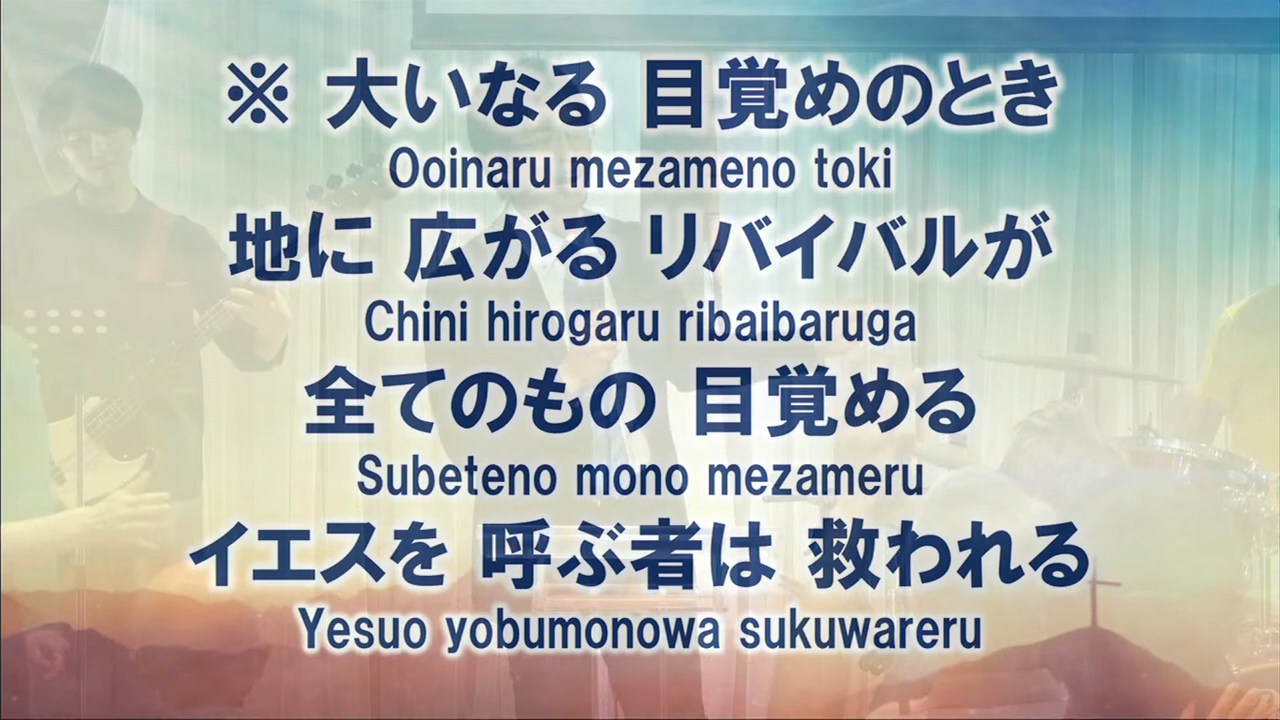 ※ 大いなる 目覚めのとき
Ooinaru mezameno toki
地に 広がる リバイバルが
Chini hirogaru ribaibaruga
全てのもの 目覚める
Subeteno mono mezameru
イエスを 呼ぶ者は 救われる
Yesuo yobumonowa sukuwareru